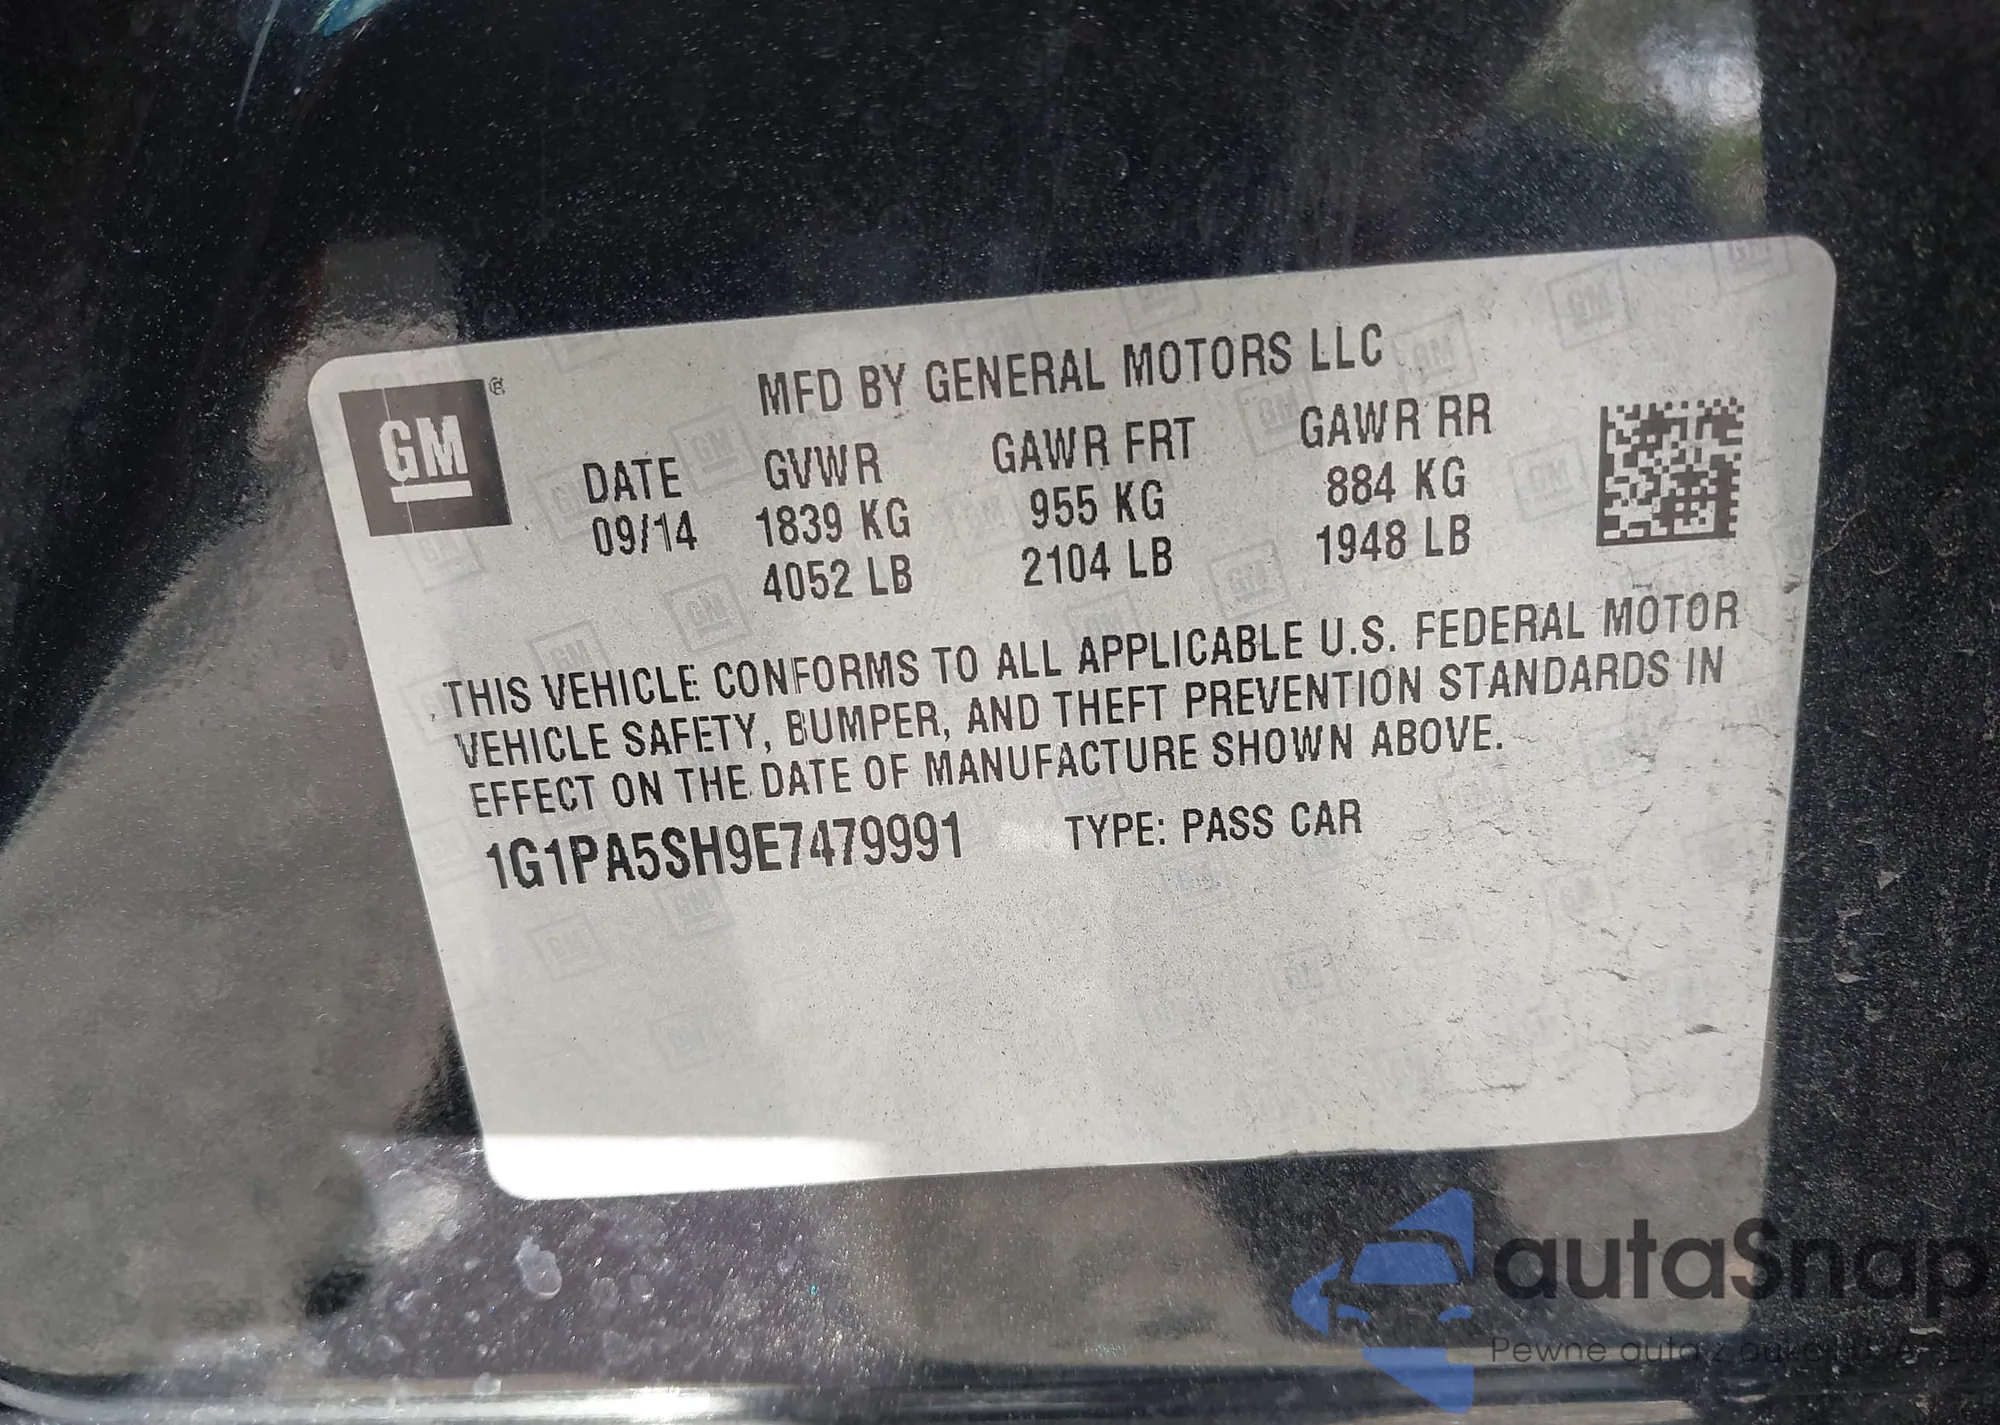 GM ®
MFD BY GENERAL MOTORS LLC
DATE GVWR GAWR FRT GAWR RR
09/14 1839 KG 955 KG 884 KG
4052 LB 2104 LB 1948 LB
THIS VEHICLE CONFORMS TO ALL APPLICABLE U.S. FEDERAL MOTOR
VEHICLE SAFETY, BUMPER, AND THEFT PREVENTION STANDARDS IN
EFFECT ON THE DATE OF MANUFACTURE SHOWN ABOVE.
1G1PA5SH9E7479991 TYPE: PASS CAR
autaSnap
Pewne auta z